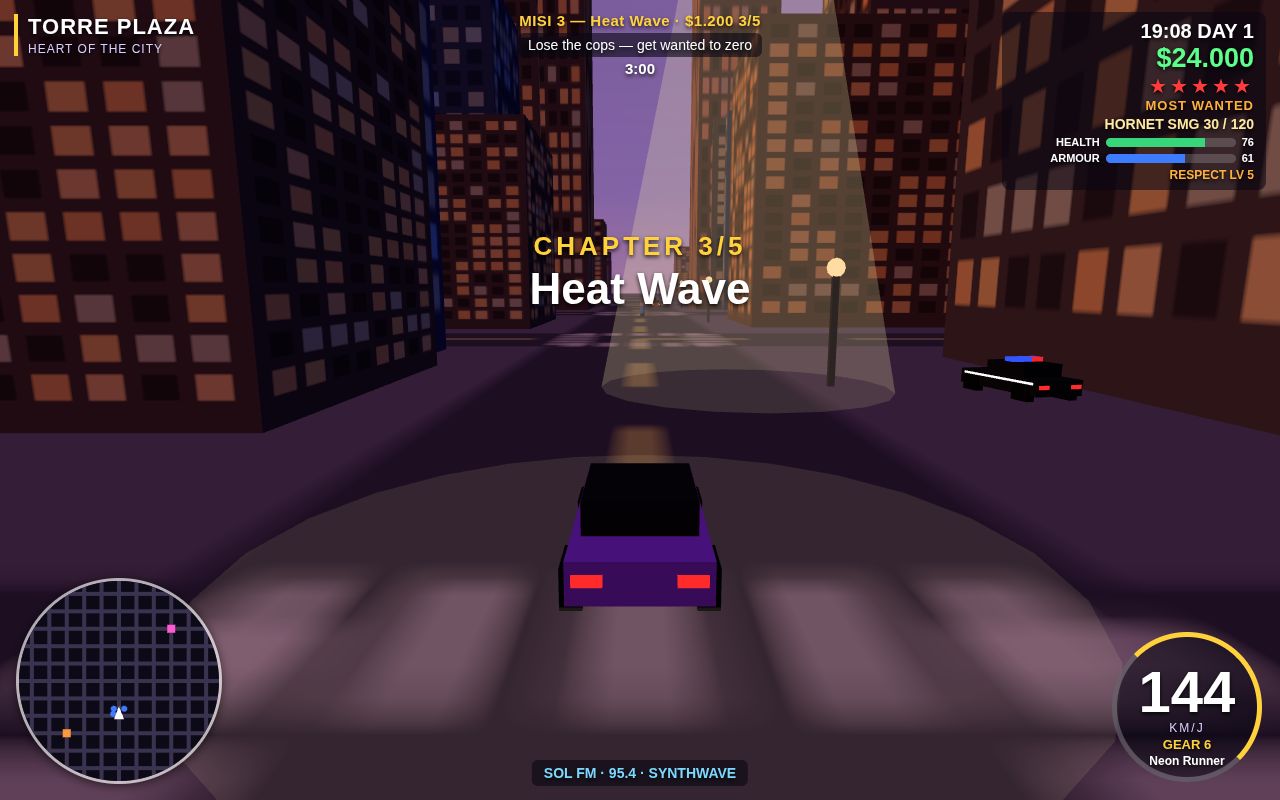 TORRE PLAZA
HEART OF THE CITY
MISI 3 — Heat Wave · $1.200 3/5
Lose the cops — get wanted to zero
3:00
19:08 DAY 1
$24.000
★★★★★
MOST WANTED
HORNET SMG 30 / 120
HEALTH 76
ARMOUR 61
RESPECT LV 5
CHAPTER 3/5
Heat Wave
144
KM/J
GEAR 6
Neon Runner
SOL FM · 95.4 · SYNTHWAVE